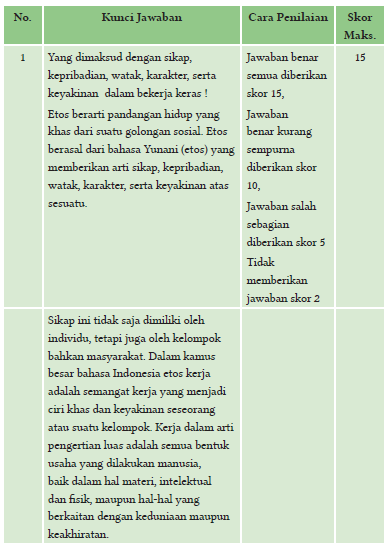 No. Kunci Jawaban Cara Penilaian Skor
Maks.
1
Yang dimaksud dengan sikap,
kepribadian, watak, karakter, serta
keyakinan dalam bekerja keras !
Etos berarti pandangan hidup yang
khas dari suatu golongan sosial. Etos
berasal dari bahasa Yunani (etos) yang
memberikan arti sikap, kepribadian,
watak, karakter, serta keyakinan atas
sesuatu.
Jawaban benar
semua diberikan
skor 15,
Jawaban
benar kurang
sempurna
diberikan skor
10,
Jawaban salah
sebagian
diberikan skor 5
Tidak
memberikan
jawaban skor 2
15
Sikap ini tidak saja dimiliki oleh
individu, tetapi juga oleh kelompok
bahkan masyarakat. Dalam kamus
besar bahasa Indonesia etos kerja
adalah semangat kerja yang menjadi
ciri khas dan keyakinan seseorang
atau suatu kelompok. Kerja dalam arti
pengertian luas adalah semua bentuk
usaha yang dilakukan manusia,
baik dalam hal materi, intelektual
dan fisik, maupun hal-hal yang
berkaitan dengan keduniaan maupun
keakhiratan.